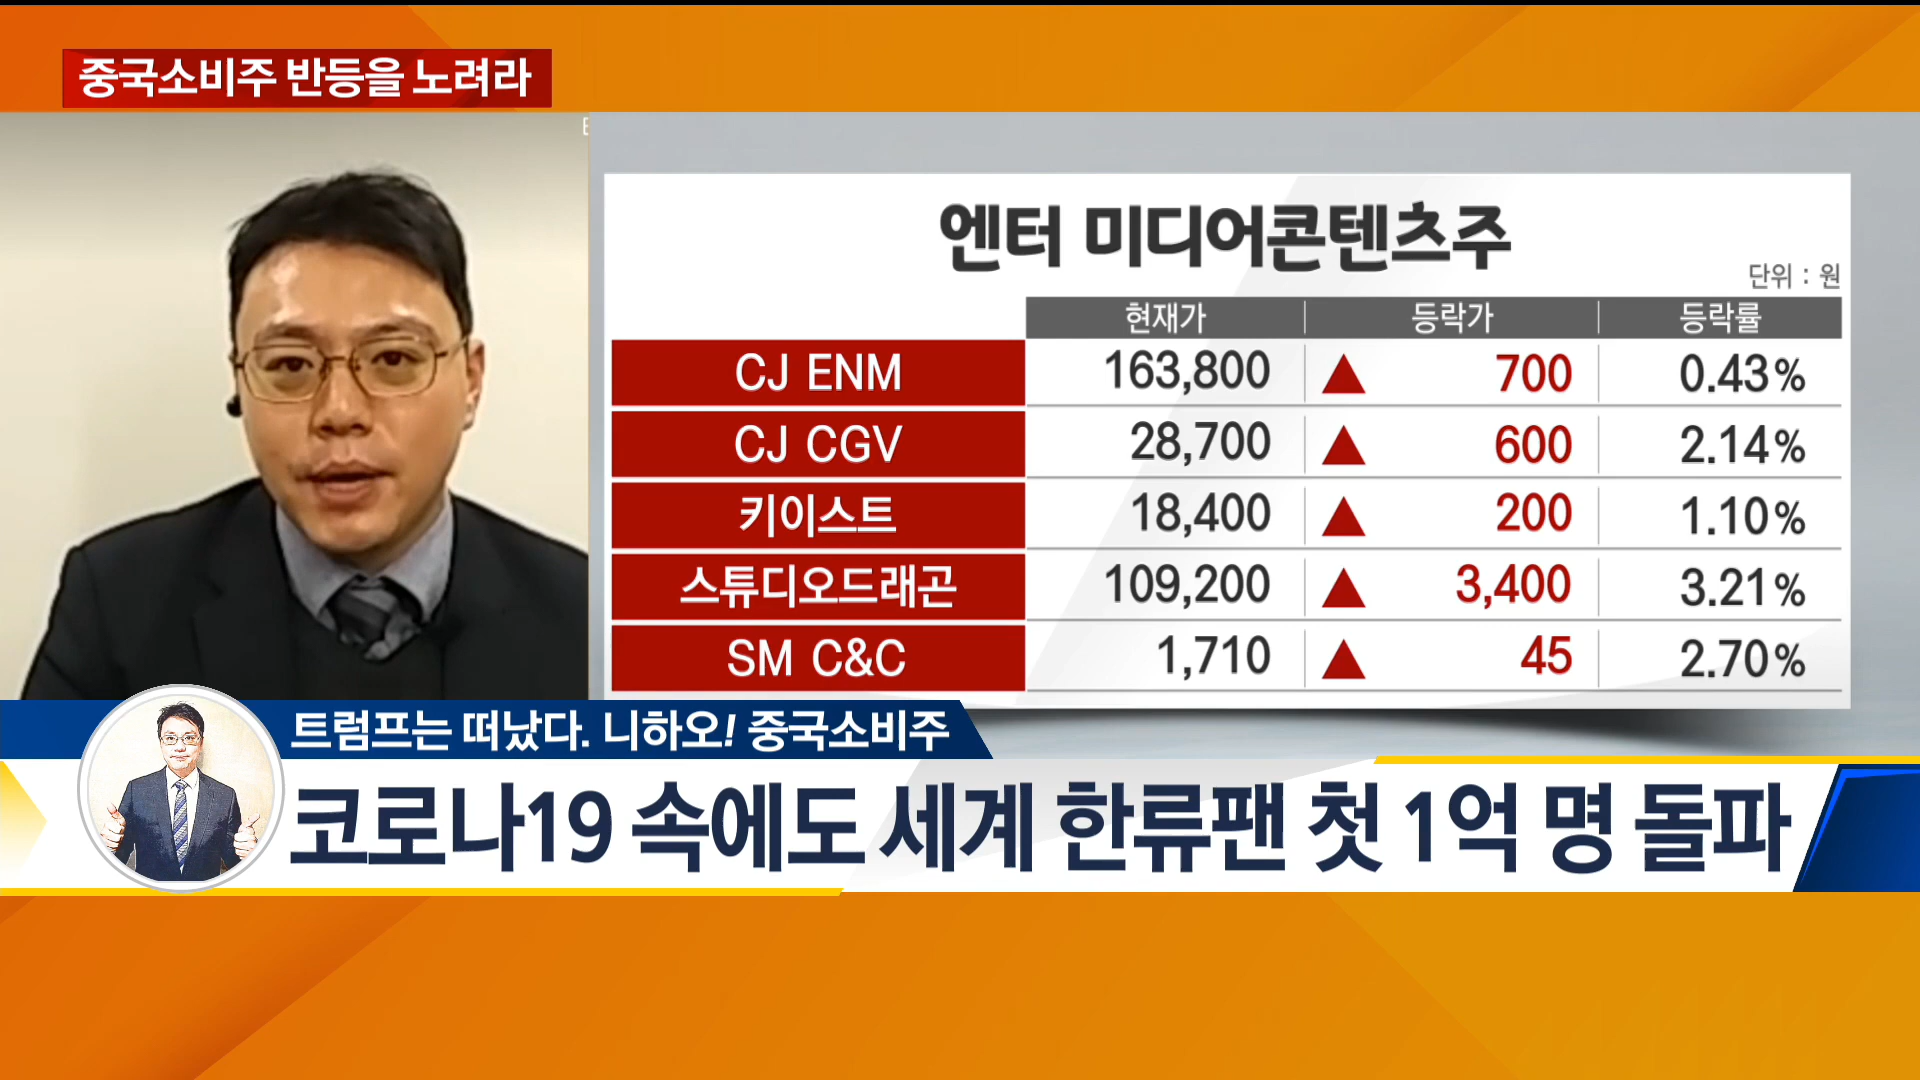 중국소비주 반등을 노려라
엔터 미디어콘텐츠주
단위 : 원
현재가 등락가 등락률
CJ ENM 163,800 ▲ 700 0.43%
CJ CGV 28,700 ▲ 600 2.14%
키이스트 18,400 ▲ 200 1.10%
스튜디오드래곤 109,200 ▲ 3,400 3.21%
SM C&C 1,710 ▲ 45 2.70%
트럼프는 떠났다. 니하오! 중국소비주
코로나19 속에도 세계 한류팬 첫 1억 명 돌파